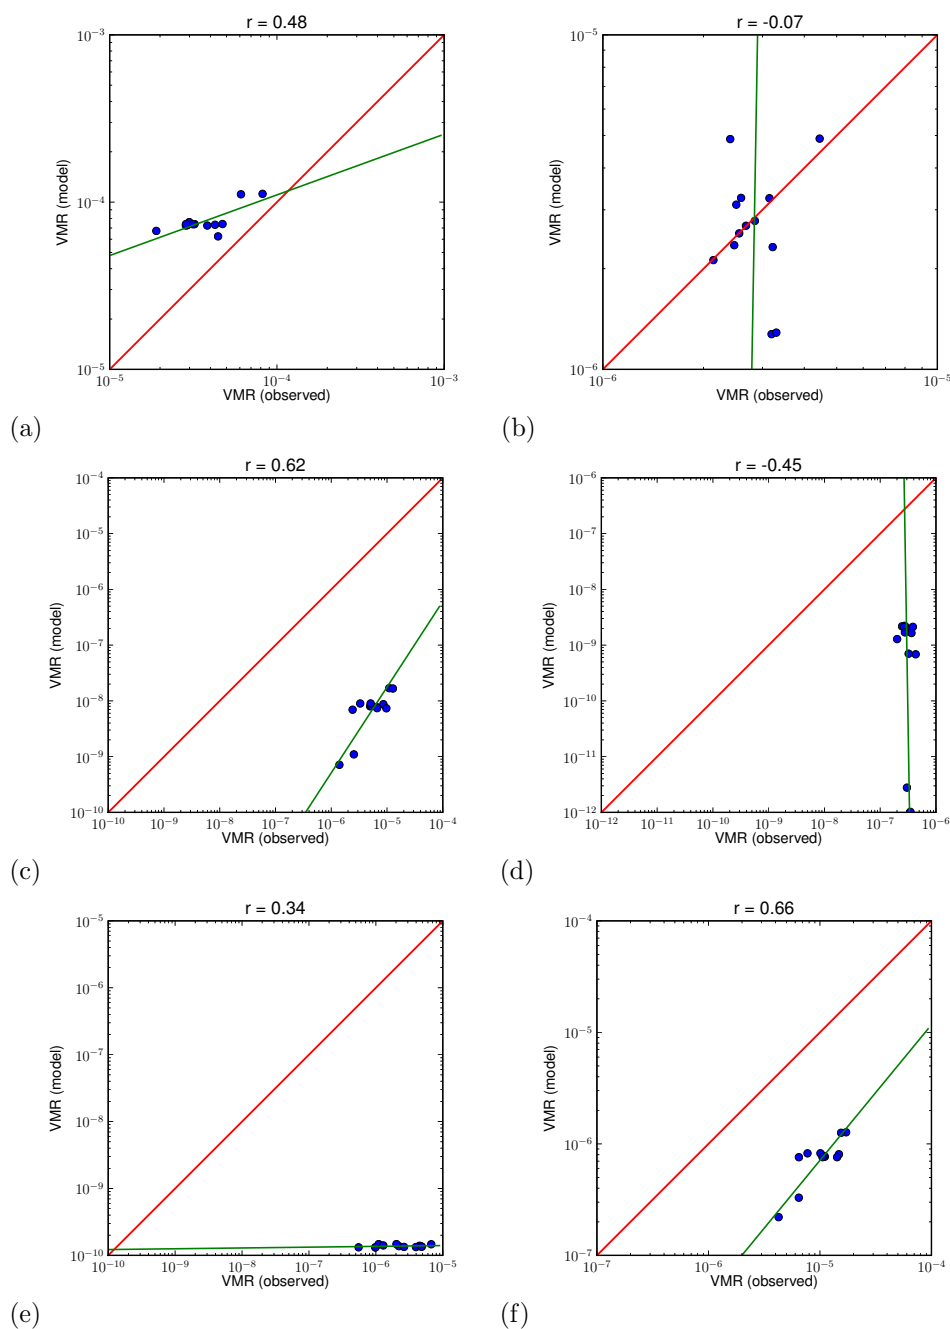 r = 0.48
10⁻³
10⁻⁴
10⁻⁵
VMR (model)
10⁻⁵ 10⁻⁴ 10⁻³
VMR (observed)
(a)
r = -0.07
10⁻⁵
10⁻⁶
VMR (model)
10⁻⁶ 10⁻⁵
VMR (observed)
(b)
r = 0.62
10⁻⁴
10⁻⁵
10⁻⁶
10⁻⁷
10⁻⁸
10⁻⁹
10⁻¹⁰
VMR (model)
10⁻¹⁰ 10⁻⁹ 10⁻⁸ 10⁻⁷ 10⁻⁶ 10⁻⁵ 10⁻⁴
VMR (observed)
(c)
r = -0.45
10⁻⁶
10⁻⁷
10⁻⁸
10⁻⁹
10⁻¹⁰
10⁻¹¹
10⁻¹²
VMR (model)
10⁻¹² 10⁻¹¹ 10⁻¹⁰ 10⁻⁹ 10⁻⁸ 10⁻⁷ 10⁻⁶
VMR (observed)
(d)
r = 0.34
10⁻⁵
10⁻⁶
10⁻⁷
10⁻⁸
10⁻⁹
10⁻¹⁰
VMR (model)
10⁻¹⁰ 10⁻⁹ 10⁻⁸ 10⁻⁷ 10⁻⁶ 10⁻⁵
VMR (observed)
(e)
r = 0.66
10⁻⁴
10⁻⁵
10⁻⁶
10⁻⁷
VMR (model)
10⁻⁷ 10⁻⁶ 10⁻⁵ 10⁻⁴
VMR (observed)
(f)